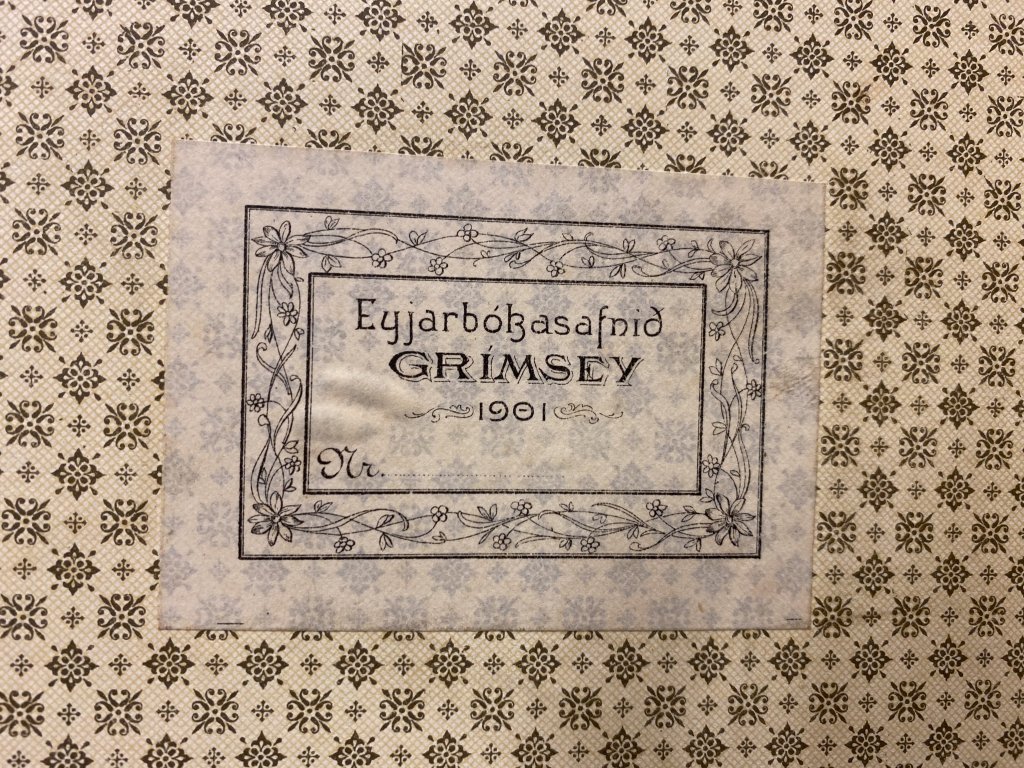 Eyjarbókasafnið
GRÍMSEY
1901
Nr.